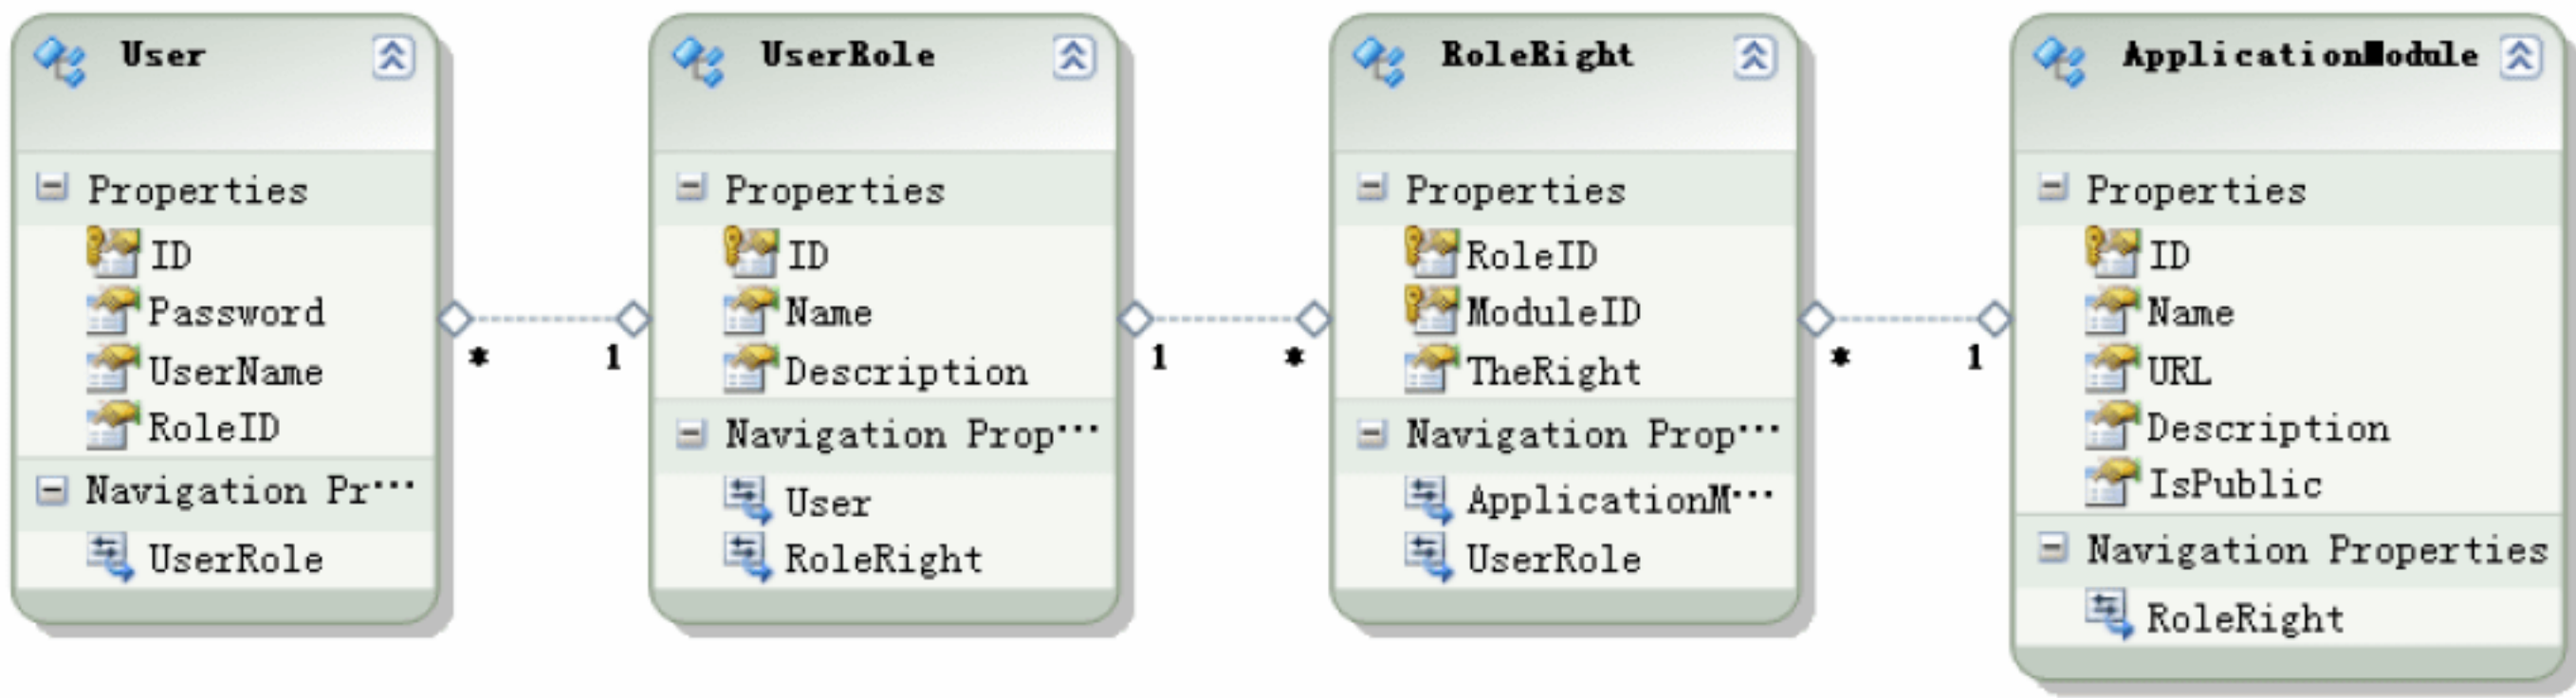 User
Properties
ID
Password
UserName
RoleID
Navigation Pr···
UserRole
* 1
UserRole
Properties
ID
Name
Description
Navigation Prop···
User
RoleRight
1 *
RoleRight
Properties
RoleID
ModuleID
TheRight
Navigation Prop···
ApplicationM···
UserRole
* 1
ApplicationModule
Properties
ID
Name
URL
Description
IsPublic
Navigation Properties
RoleRight